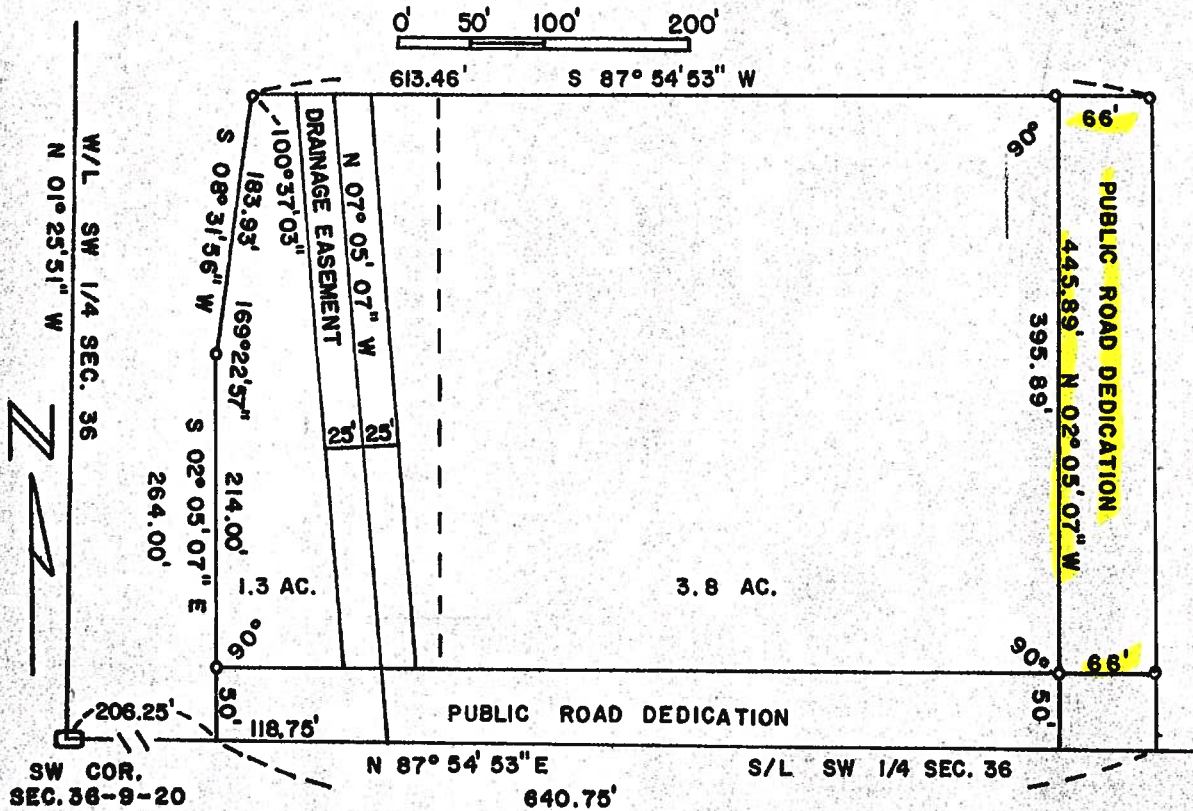 0' 50' 100' 200'
613.46' S 87° 54' 53" W
66'
90°
100° 37' 03"
DRAINAGE EASEMENT
N 07° 05' 07" W
183.93'
S 08° 31' 56" W
W/L SW 1/4 SEC. 36
N 01° 25' 51" W
PUBLIC ROAD DEDICATION
445.89' N 02° 05' 07" W
395.89'
169° 22' 57"
25' 25'
S 02° 05' 07" E
214.00'
264.00'
1.3 AC.
3.8 AC.
90°
90°
66'
50'
50'
206.25'
118.75'
PUBLIC ROAD DEDICATION
SW COR.
SEC. 36-9-20
N 87° 54' 53" E
S/L SW 1/4 SEC. 36
640.75'